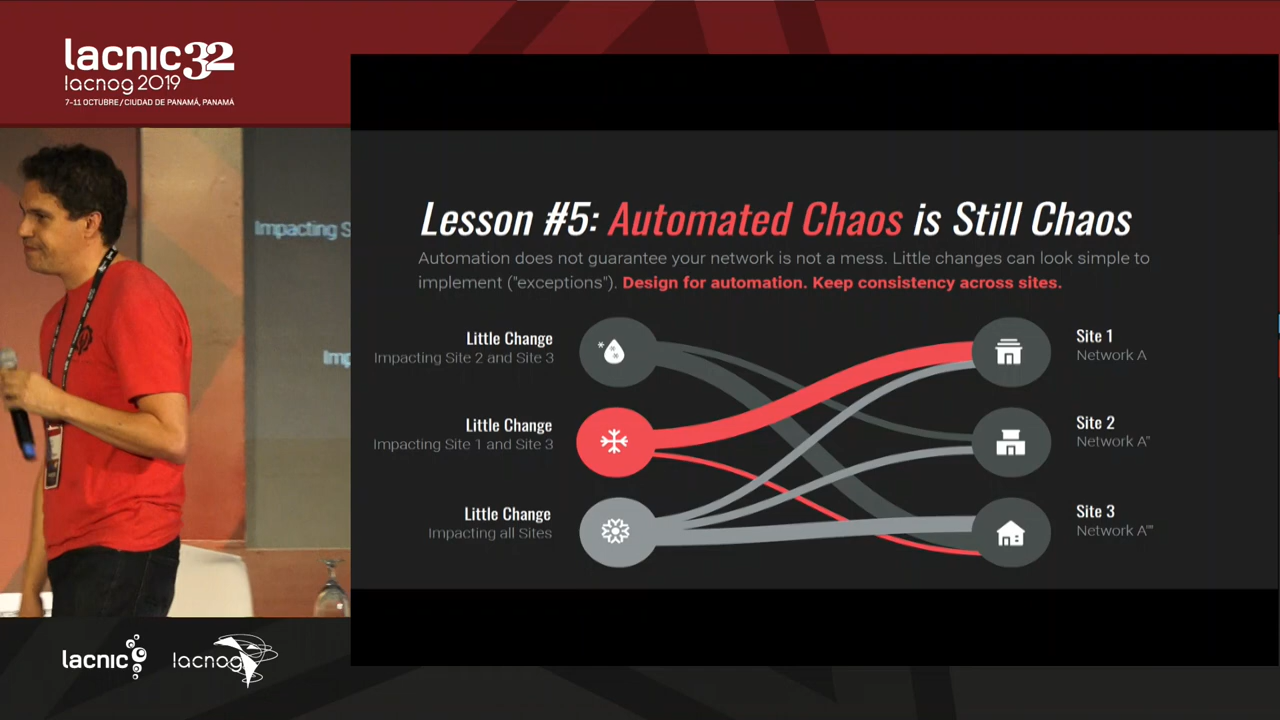 lacnic32
lacnog 2019
7-11 OCTUBRE / CIUDAD DE PANAMÁ, PANAMÁ
Impacting S
Imp
Lesson #5: Automated Chaos is Still Chaos
Automation does not guarantee your network is not a mess. Little changes can look simple to
implement ("exceptions"). Design for automation. Keep consistency across sites.
Little Change
Impacting Site 2 and Site 3
Little Change
Impacting Site 1 and Site 3
Little Change
Impacting all Sites
Site 1
Network A
Site 2
Network A"
Site 3
Network A""
lacnic
lacnog